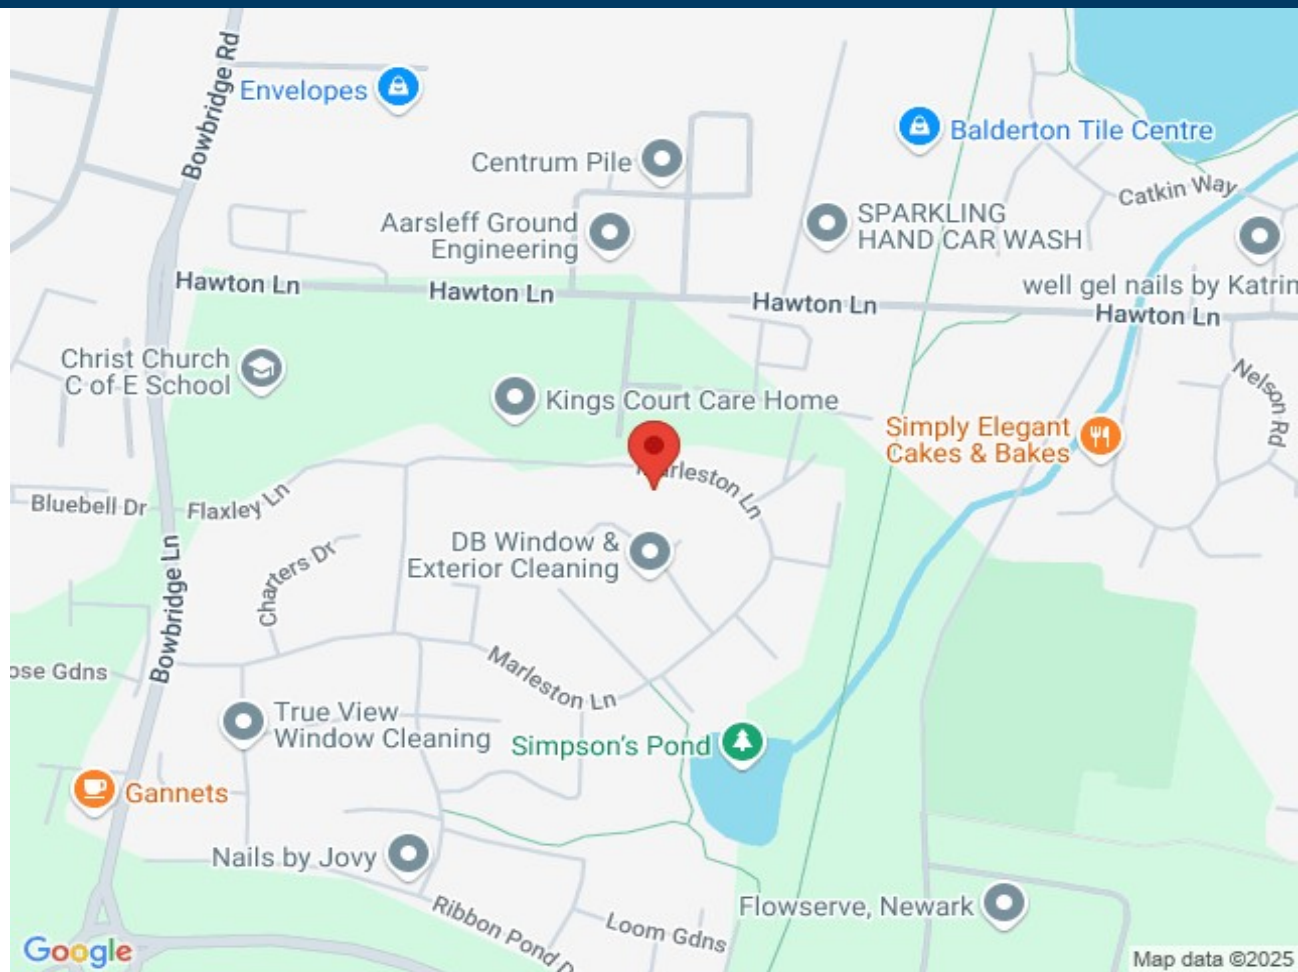 Bowbridge Rd
Envelopes
Balderton Tile Centre
Centrum Pile
Catkin Way
Aarsleff Ground
Engineering
SPARKLING
HAND CAR WASH
well gel nails by Katrin
Hawton Ln
Hawton Ln
Hawton Ln
Hawton Ln
Christ Church
C of E School
Kings Court Care Home
Nelson Rd
Simply Elegant
Cakes & Bakes
Marleston Ln
Bluebell Dr
Flaxley Ln
DB Window &
Exterior Cleaning
Charters Dr
Bowbridge Ln
ose Gdns
Marleston Ln
True View
Window Cleaning
Simpson's Pond
Gannets
Nails by Jovy
Ribbon Pond D
Loom Gdns
Flowserve, Newark
Google
Map data ©2025